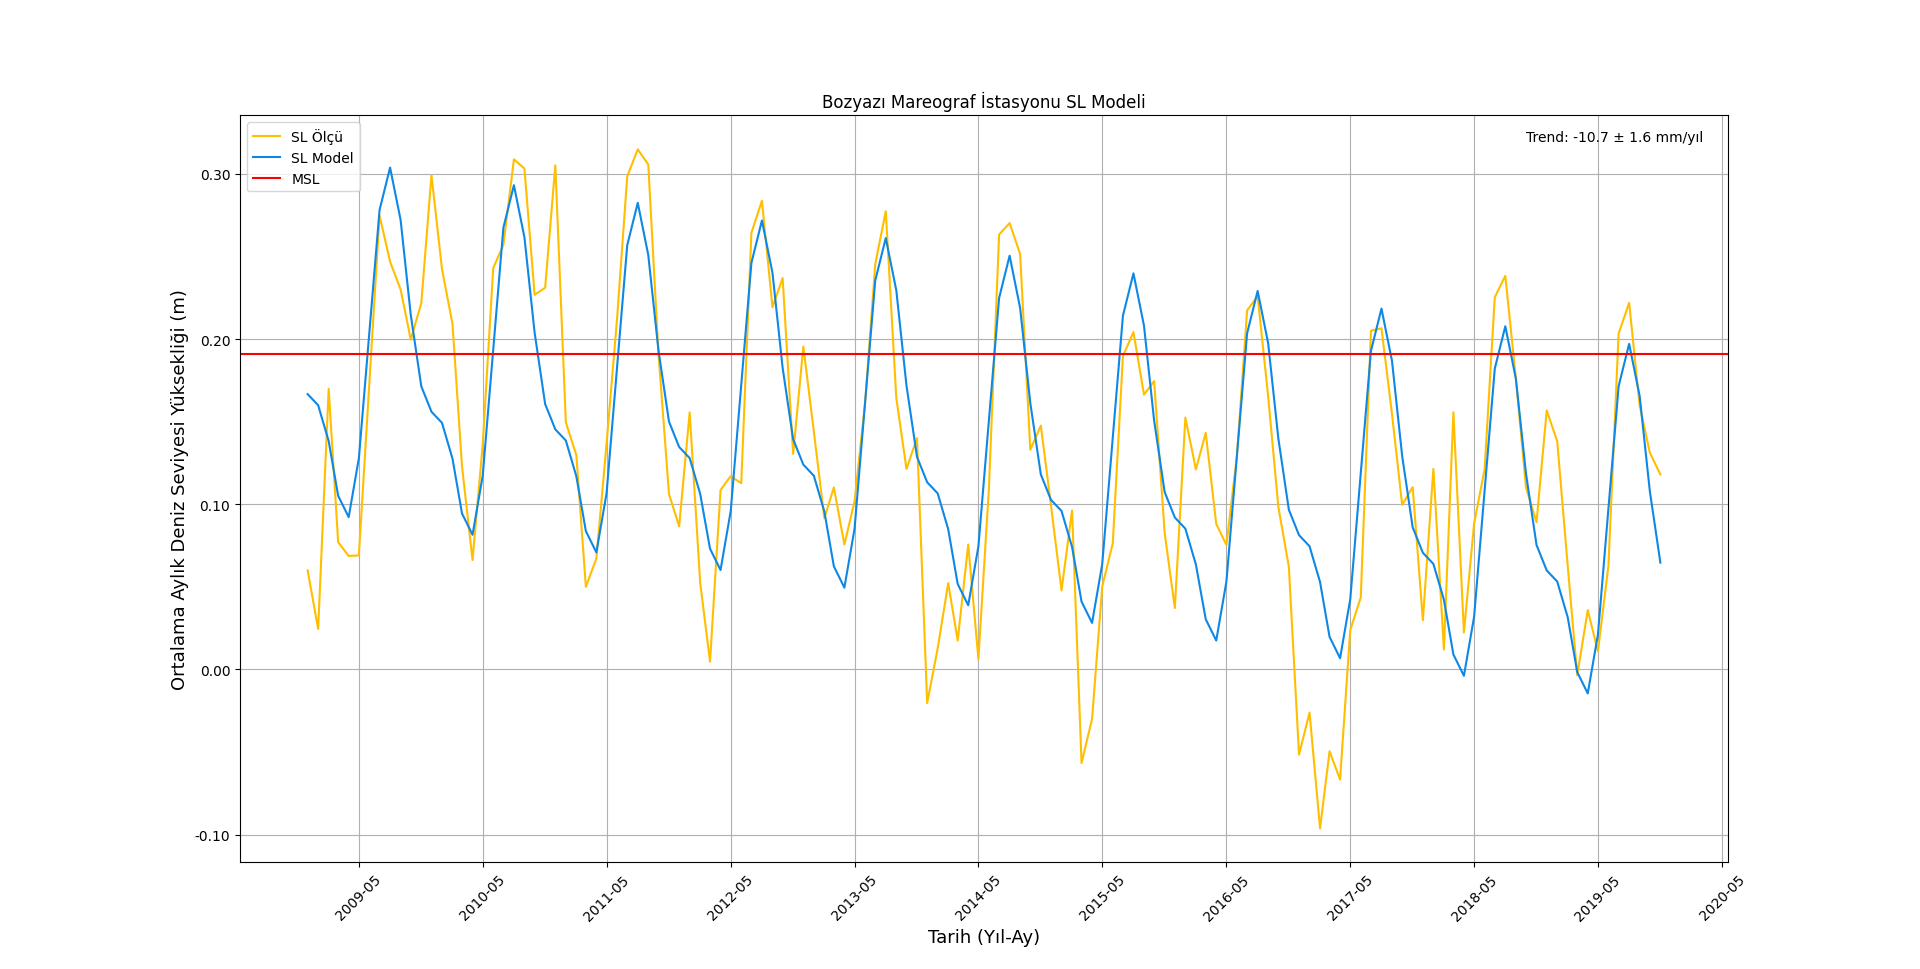 Bozyazı Mareograf İstasyonu SL Modeli
SL Ölçü
SL Model
MSL
Trend: -10.7 ± 1.6 mm/yıl
Ortalama Aylık Deniz Seviyesi Yüksekliği (m)
0.30
0.20
0.10
0.00
-0.10
2009-05
2010-05
2011-05
2012-05
2013-05
2014-05
2015-05
2016-05
2017-05
2018-05
2019-05
2020-05
Tarih (Yıl-Ay)